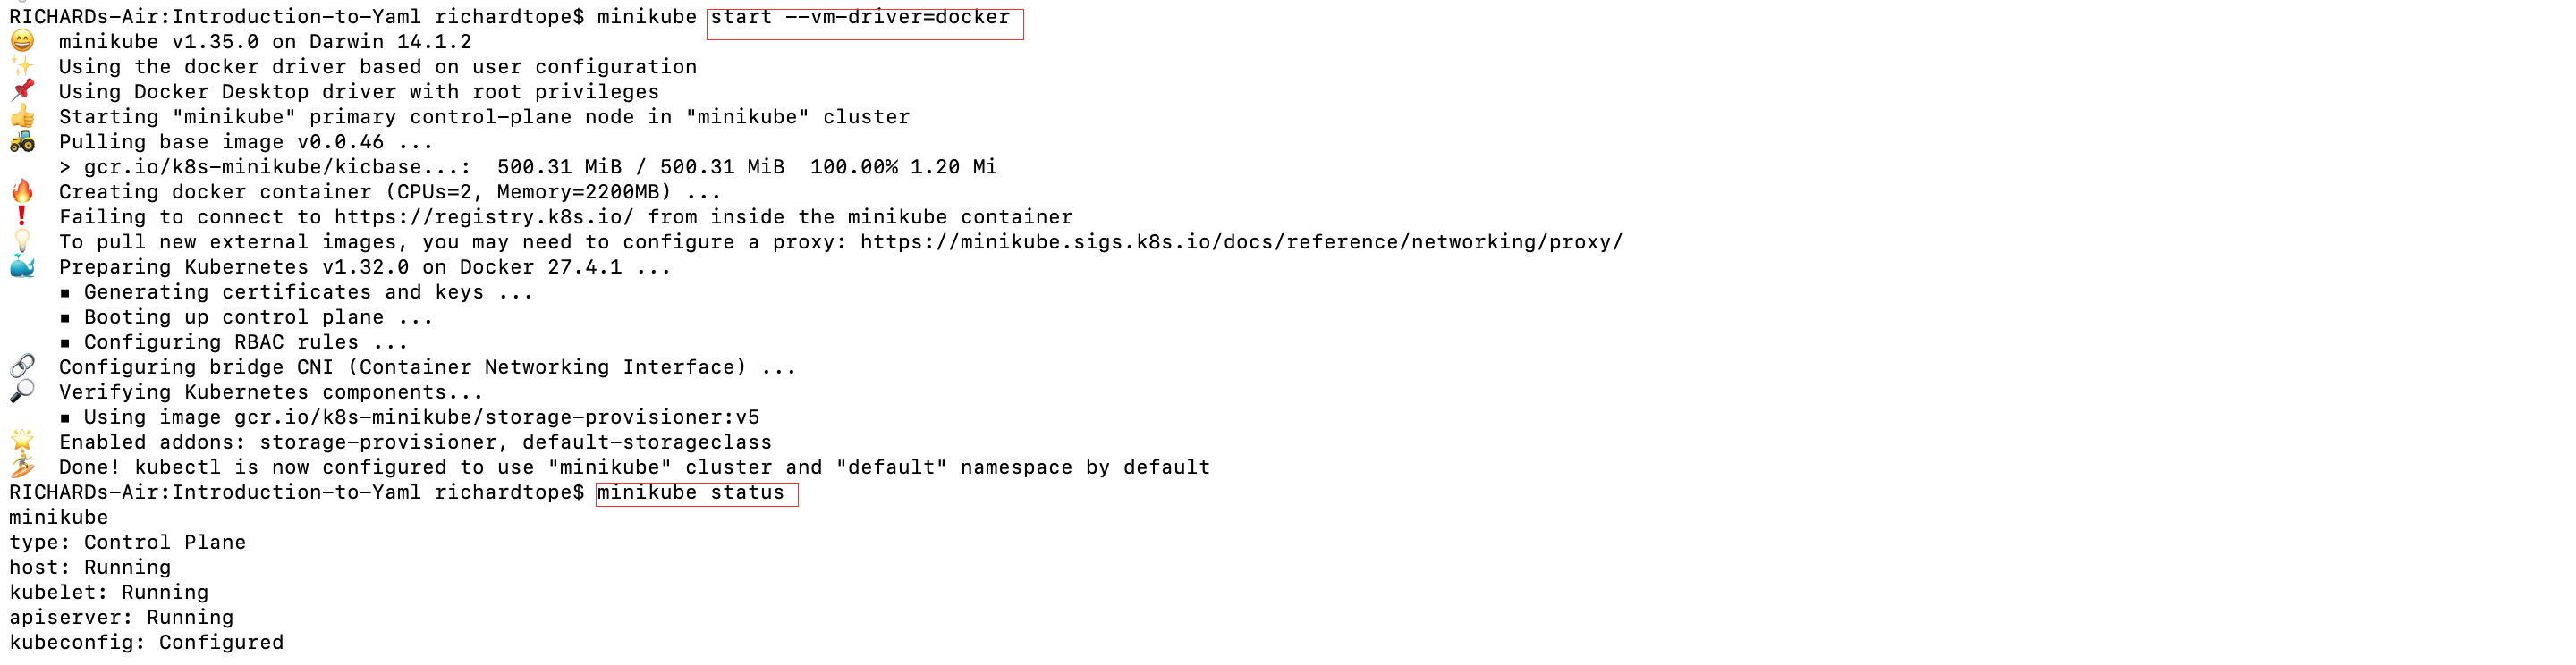 RICHARDs-Air:Introduction-to-Yaml richardtope$ minikube start --vm-driver=docker
😄  minikube v1.35.0 on Darwin 14.1.2
✨  Using the docker driver based on user configuration
📌  Using Docker Desktop driver with root privileges
👍  Starting "minikube" primary control-plane node in "minikube" cluster
🚜  Pulling base image v0.0.46 ...
    > gcr.io/k8s-minikube/kicbase...:  500.31 MiB / 500.31 MiB  100.00% 1.20 Mi
🔥  Creating docker container (CPUs=2, Memory=2200MB) ...
❗  Failing to connect to https://registry.k8s.io/ from inside the minikube container
💡  To pull new external images, you may need to configure a proxy: https://minikube.sigs.k8s.io/docs/reference/networking/proxy/
🐳  Preparing Kubernetes v1.32.0 on Docker 27.4.1 ...
    ▪ Generating certificates and keys ...
    ▪ Booting up control plane ...
    ▪ Configuring RBAC rules ...
🔗  Configuring bridge CNI (Container Networking Interface) ...
🔎  Verifying Kubernetes components...
    ▪ Using image gcr.io/k8s-minikube/storage-provisioner:v5
🌟  Enabled addons: storage-provisioner, default-storageclass
🏄  Done! kubectl is now configured to use "minikube" cluster and "default" namespace by default
RICHARDs-Air:Introduction-to-Yaml richardtope$ minikube status
minikube
type: Control Plane
host: Running
kubelet: Running
apiserver: Running
kubeconfig: Configured